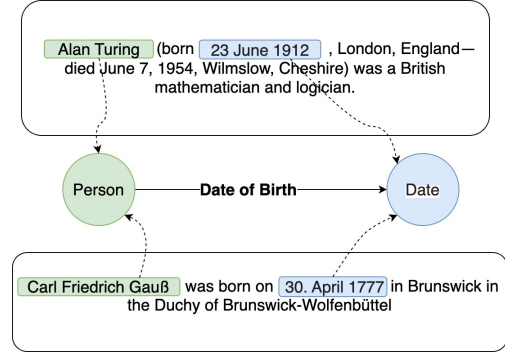 Alan Turing (born 23 June 1912 , London, England—
died June 7, 1954, Wilmslow, Cheshire) was a British
mathematician and logician.
Person Date of Birth Date
Carl Friedrich Gauß was born on 30. April 1777 in Brunswick in
the Duchy of Brunswick-Wolfenbüttel